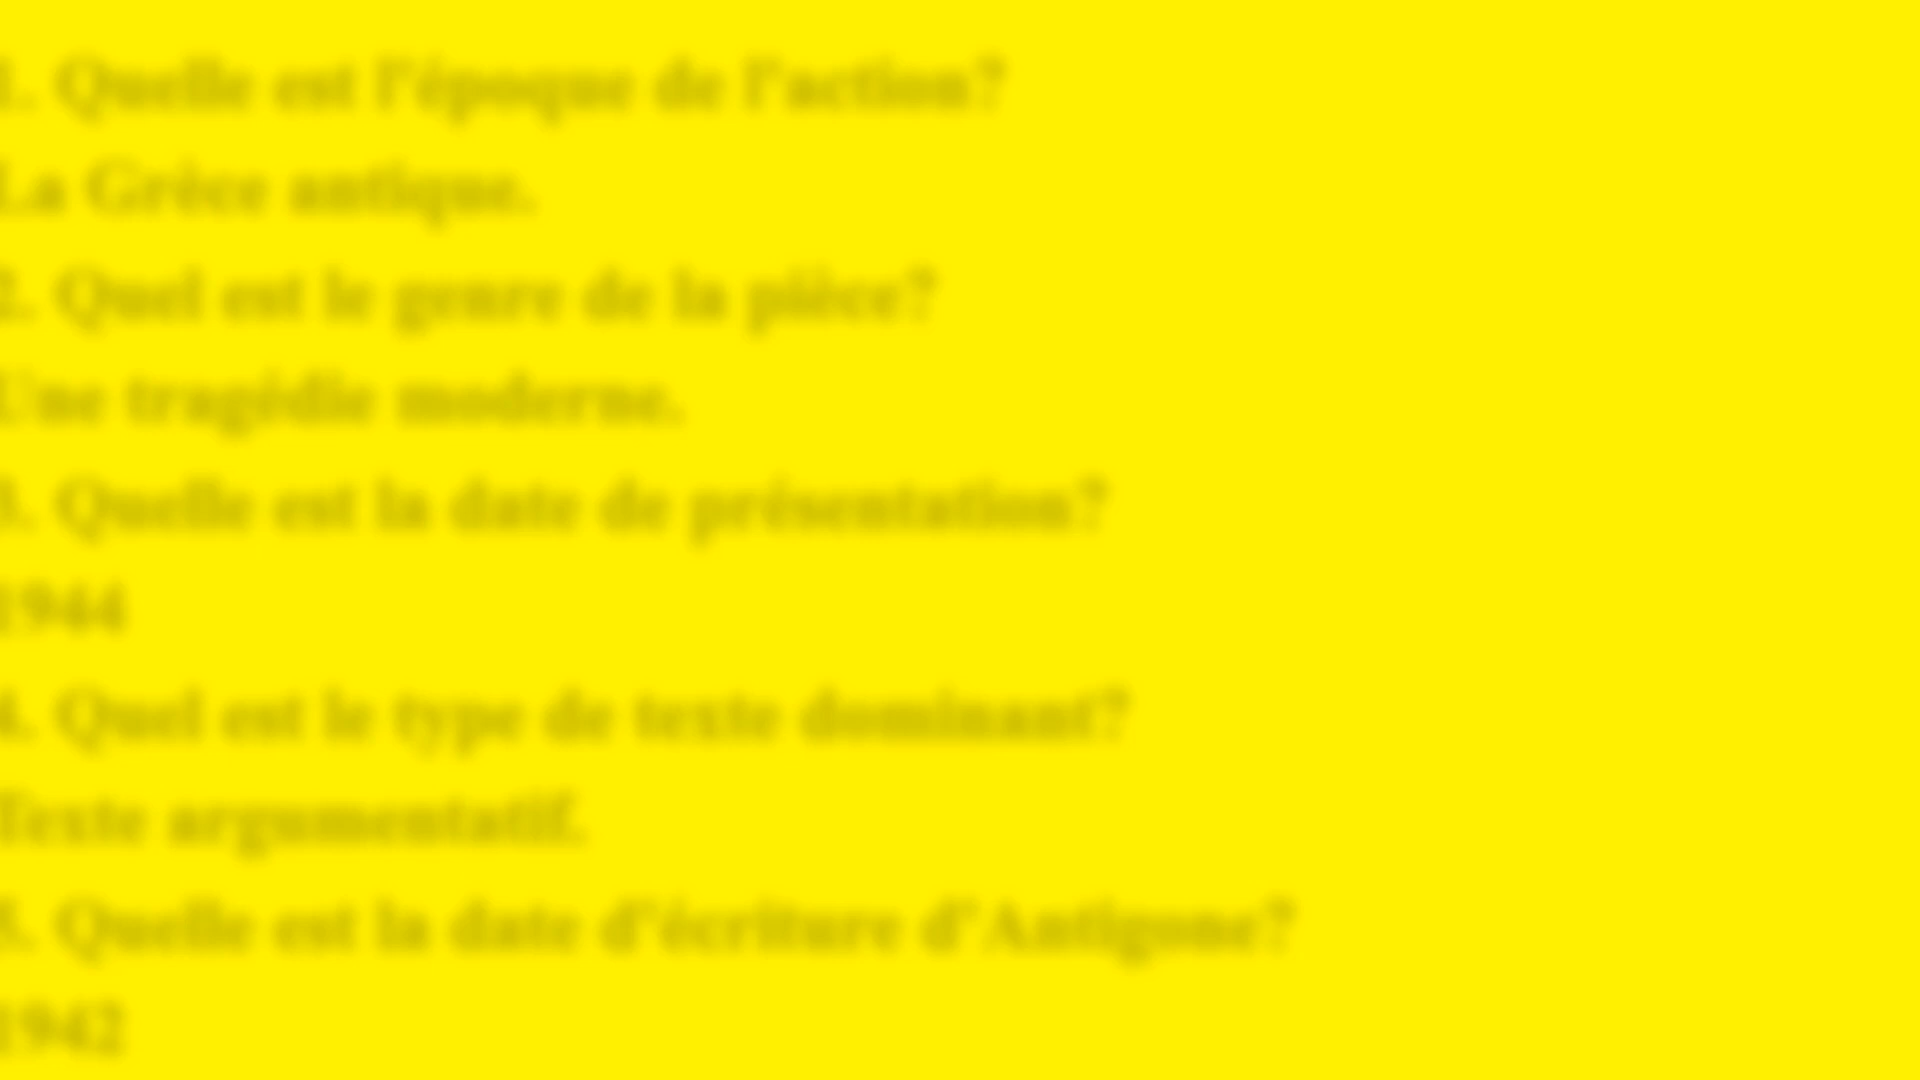 1. Quelle est l'époque de l'action?
La Grèce antique.
2. Quel est le genre de la pièce?
Une tragédie moderne.
3. Quelle est la date de présentation?
1944
4. Quel est le type de texte dominant?
Texte argumentatif.
5. Quelle est la date d'écriture d'Antigone?
1942